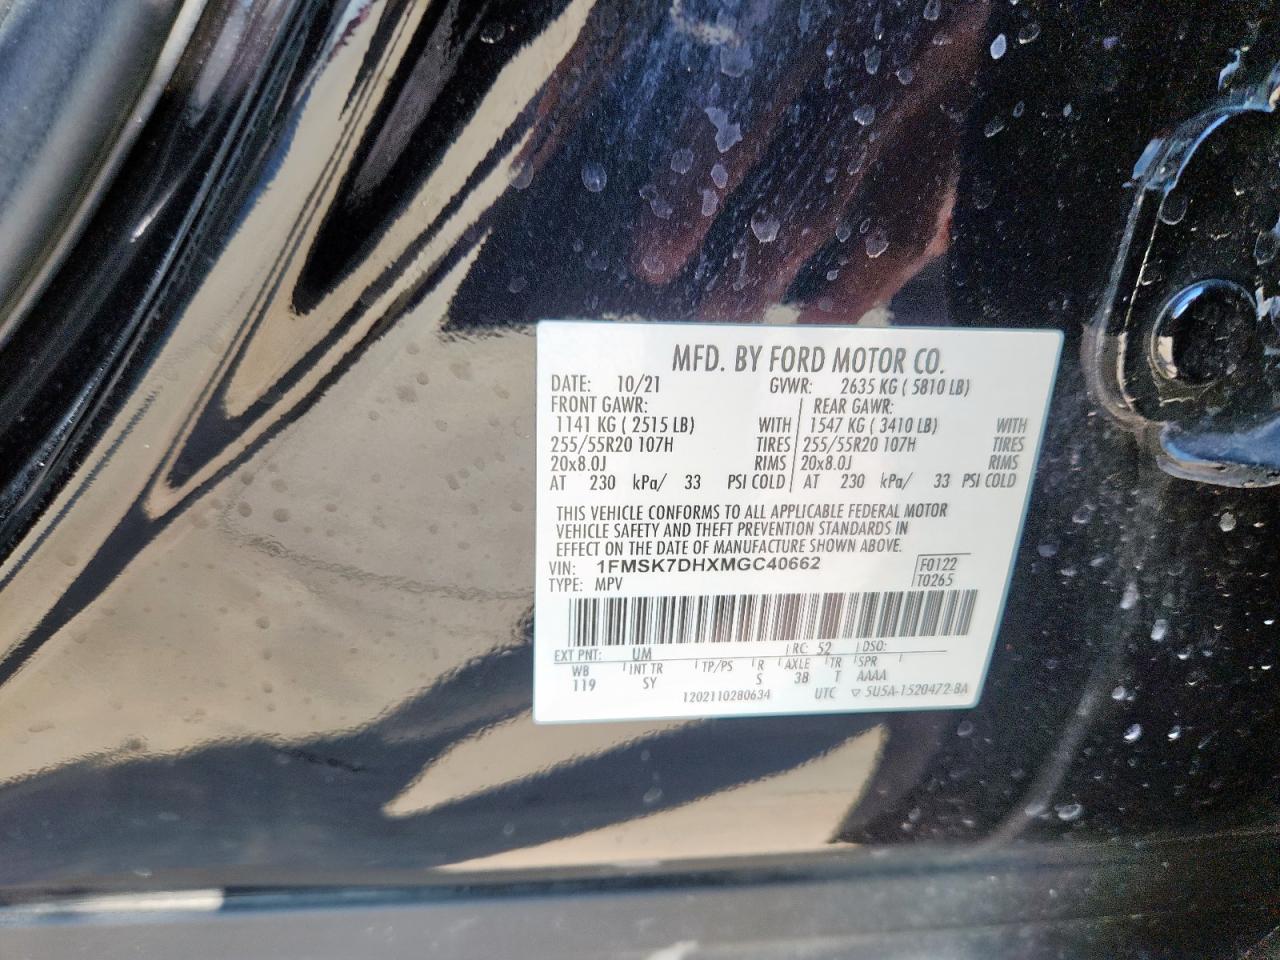 MFD. BY FORD MOTOR CO.
DATE: 10/21 GVWR: 2635 KG ( 5810 LB)
FRONT GAWR: REAR GAWR:
1141 KG ( 2515 LB) WITH 1547 KG ( 3410 LB) WITH
255/55R20 107H TIRES 255/55R20 107H TIRES
20x8.0J RIMS 20x8.0J RIMS
AT 230 kPa/ 33 PSI COLD AT 230 kPa/ 33 PSI COLD
THIS VEHICLE CONFORMS TO ALL APPLICABLE FEDERAL MOTOR
VEHICLE SAFETY AND THEFT PREVENTION STANDARDS IN
EFFECT ON THE DATE OF MANUFACTURE SHOWN ABOVE.
VIN: 1FMSK7DHXMGC40662 F0122
TYPE: MPV T0265
EXT PNT: UM RC: 52 DSO:
WB INT TR TP/PS R AXLE TR SPR
119 SY S 38 T AAAA
1202110280634 UTC ▽ 5U5A-1520472-BA